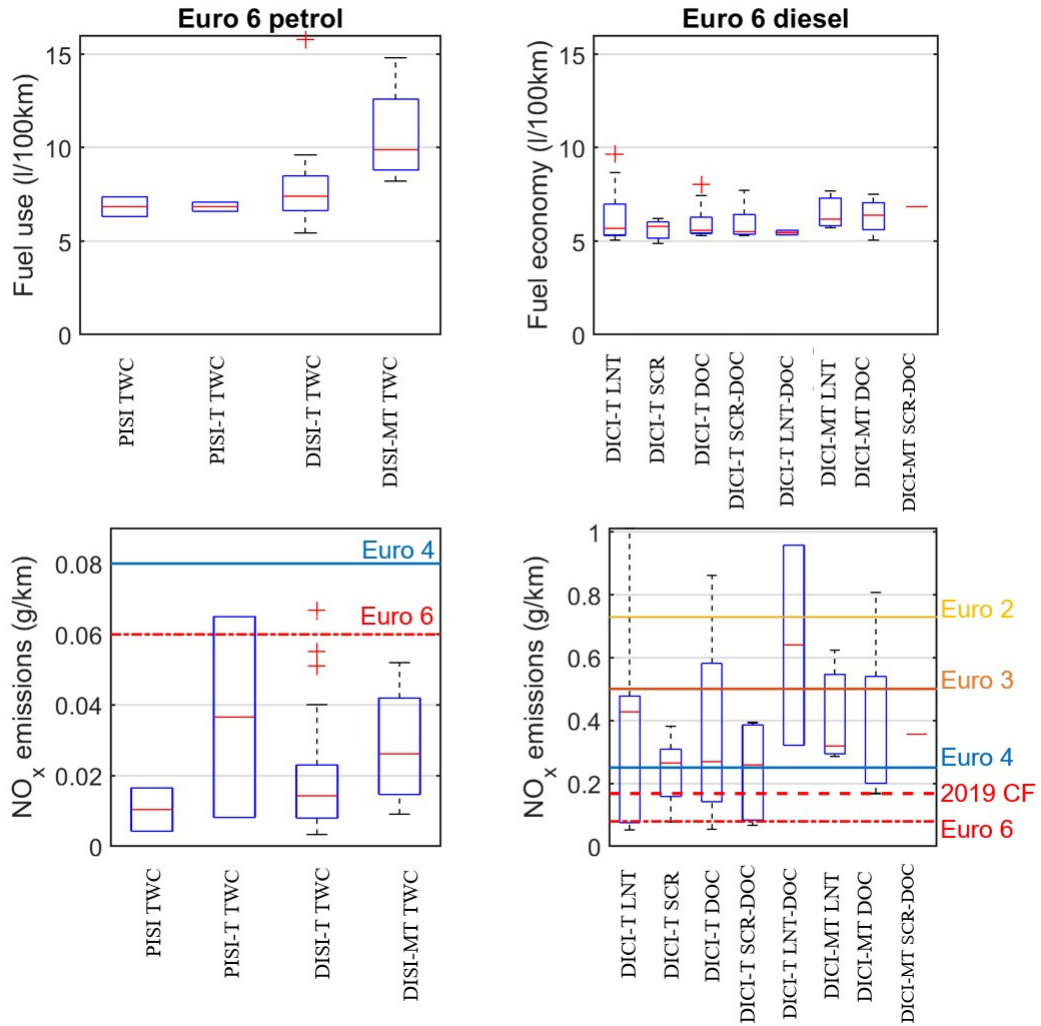 Euro 6 petrol
Fuel use (l/100km)
15
10
5
0
PISI TWC
PISI-T TWC
DISI-T TWC
DISI-MT TWC
Euro 6 diesel
Fuel economy (l/100km)
15
10
5
0
DICI-T LNT
DICI-T SCR
DICI-T DOC
DICI-T SCR-DOC
DICI-T LNT-DOC
DICI-MT LNT
DICI-MT DOC
DICI-MT SCR-DOC
NOx emissions (g/km)
0.08
0.06
0.04
0.02
0
Euro 4
Euro 6
PISI TWC
PISI-T TWC
DISI-T TWC
DISI-MT TWC
NOx emissions (g/km)
1
0.8
0.6
0.4
0.2
0
Euro 2
Euro 3
Euro 4
2019 CF
Euro 6
DICI-T LNT
DICI-T SCR
DICI-T DOC
DICI-T SCR-DOC
DICI-T LNT-DOC
DICI-MT LNT
DICI-MT DOC
DICI-MT SCR-DOC